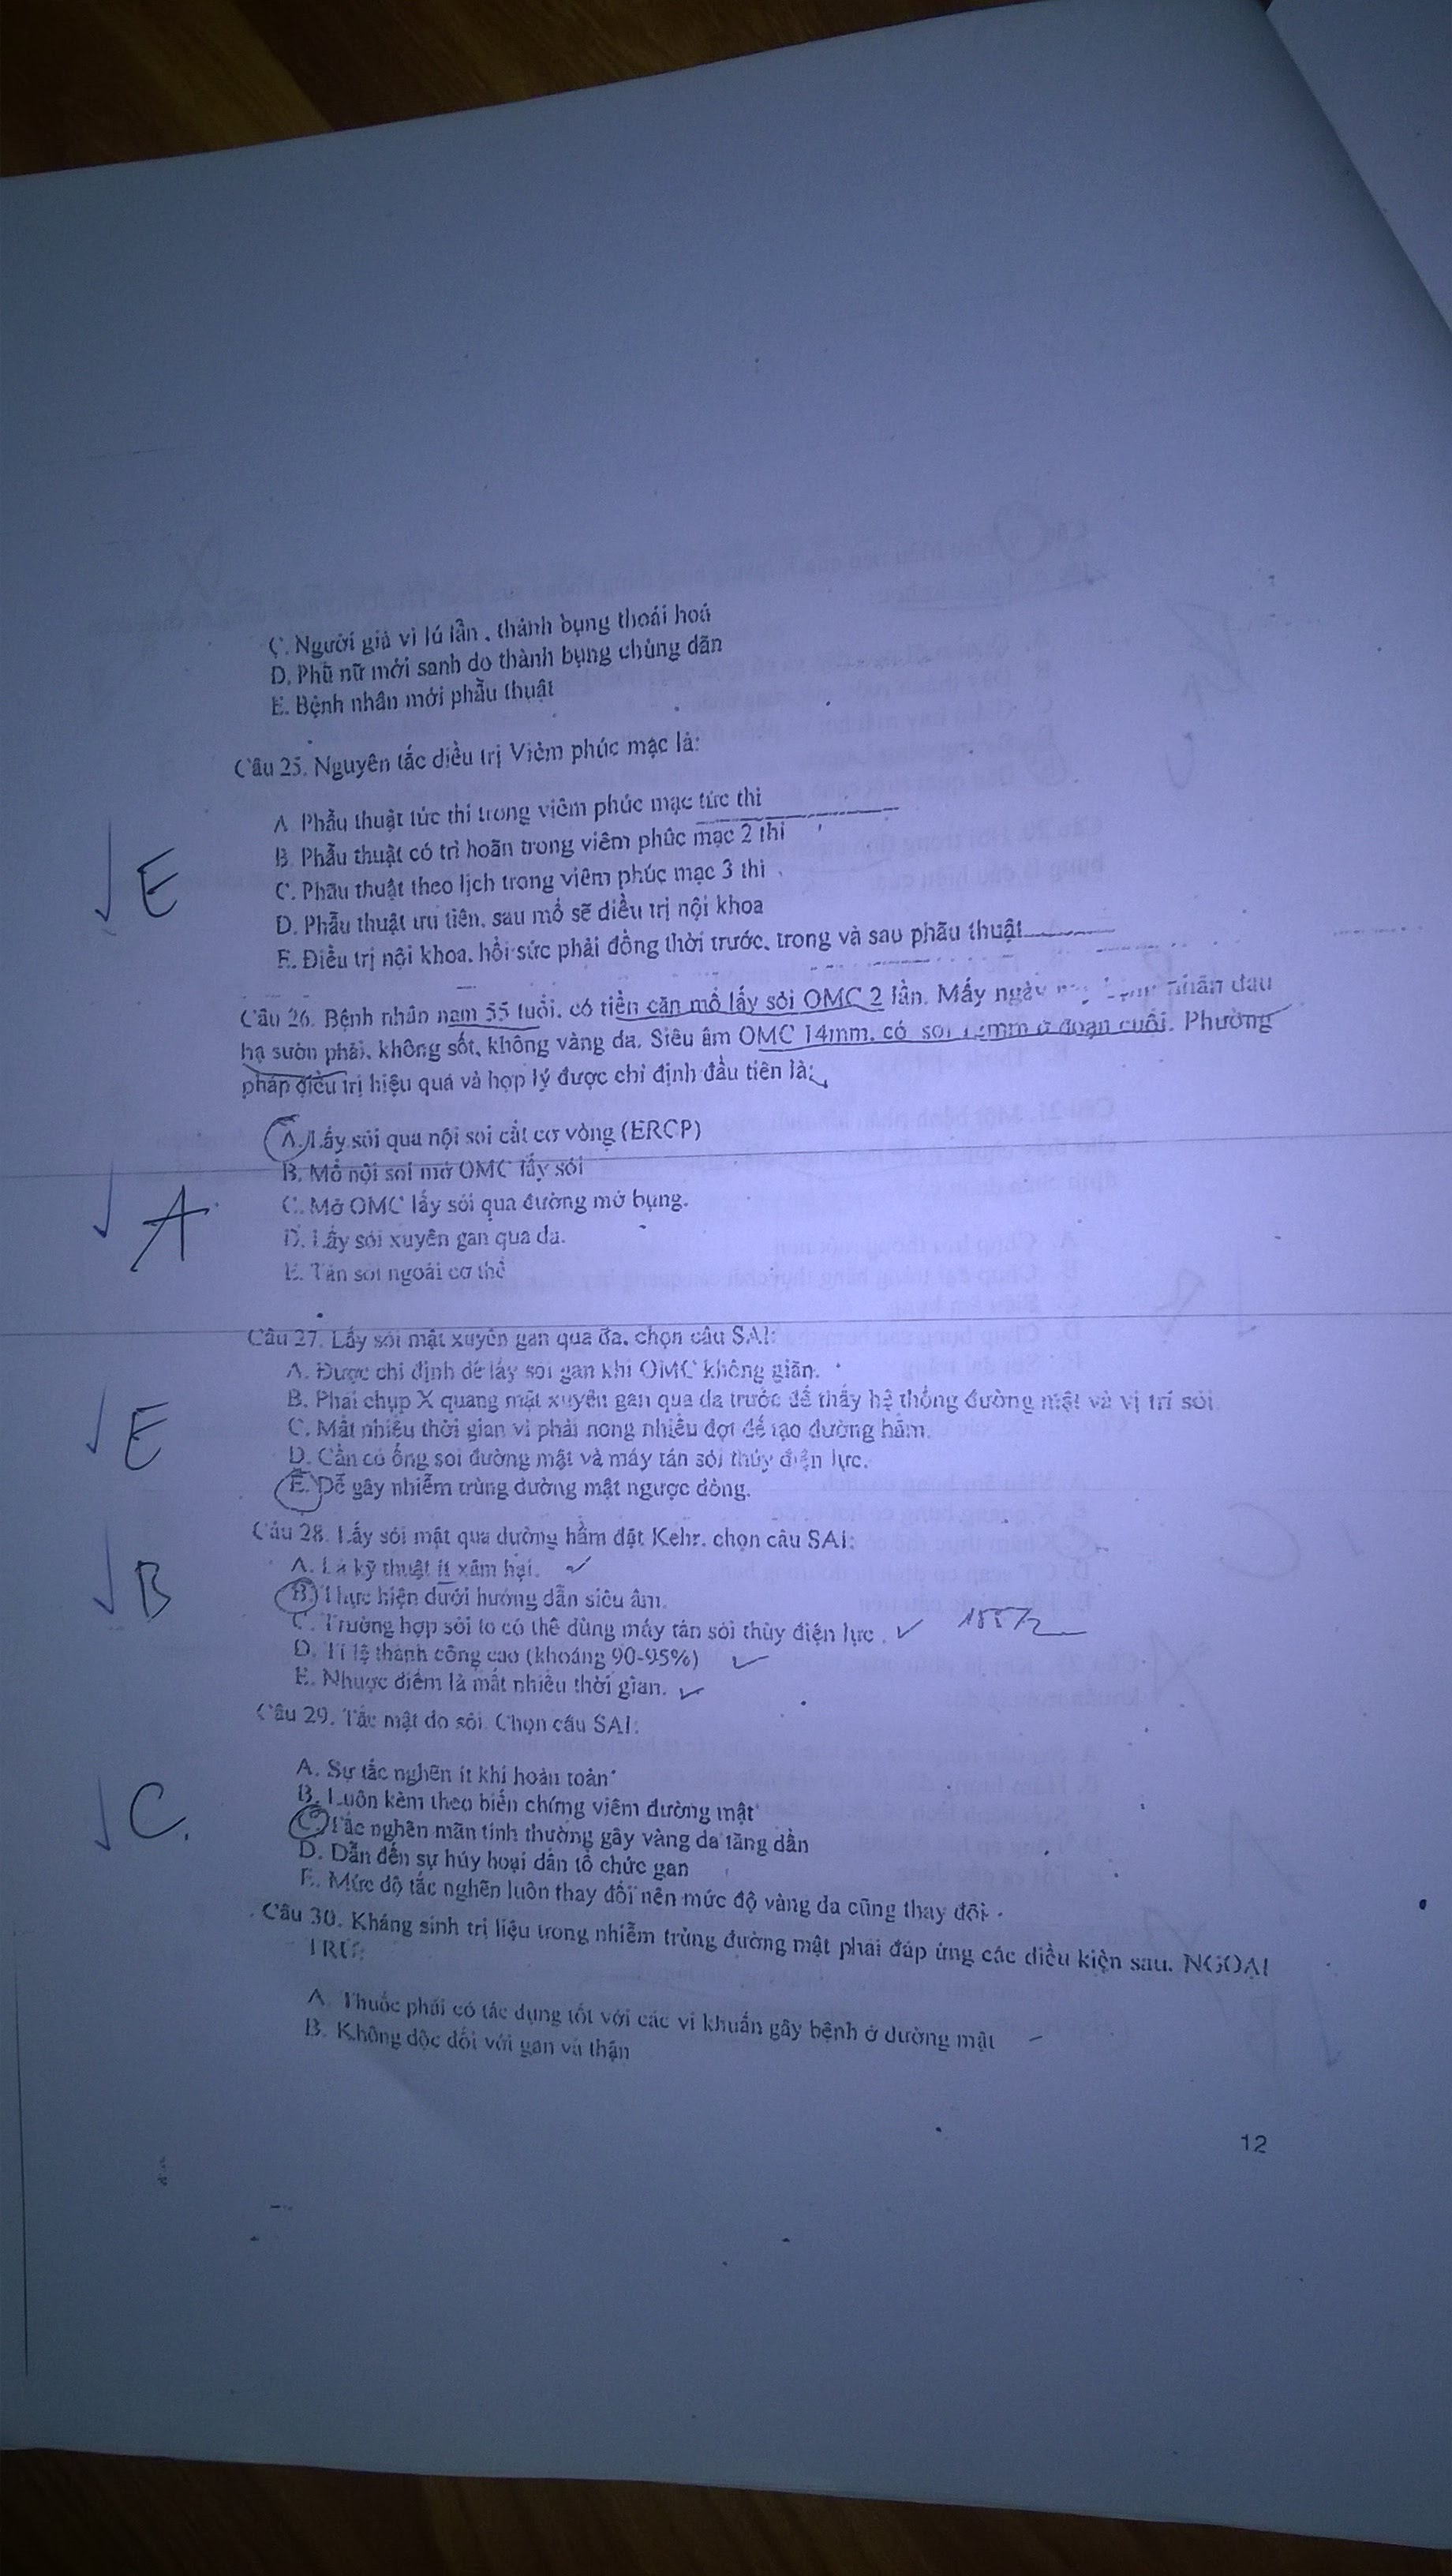 C. Người già vì lú lẫn , thành bụng thoái hoá
D. Phũ nữ mới sanh do thành bụng chùng dãn
E. Bệnh nhân mới phẫu thuật
Câu 25. Nguyên tắc điều trị Viêm phúc mạc là:
A. Phẫu thuật tức thì trong viêm phúc mạc tức thì
B. Phẫu thuật có trì hoãn trong viêm phúc mạc 2 thì
C. Phẫu thuật theo lịch trong viêm phúc mạc 3 thì
E
D. Phẫu thuật ưu tiên, sau mổ sẽ điều trị nội khoa
E. Điều trị nội khoa, hồi sức phải đồng thời trước, trong và sau phẫu thuật
Câu 26. Bệnh nhân nam 55 tuổi, có tiền căn mổ lấy sỏi OMC 2 lần. Mấy ngày nhân đau
hạ sườn phải, không sốt, không vàng da. Siêu âm OMC 14mm, có sỏi ở đoạn cuối. Phương
pháp điều trị hiệu quả và hợp lý được chỉ định đầu tiên là:
A. Lấy sỏi qua nội soi cắt cơ vòng (ERCP)
B. Mổ nội soi mở OMC lấy sỏi
C. Mở OMC lấy sỏi qua đường mở bụng.
A
D. Lấy sỏi xuyên gan qua da.
E. Tán sỏi ngoài cơ thể
Câu 27. Lấy sỏi mật xuyên gan qua da, chọn câu SAI:
A. Được chỉ định để lấy sỏi gan khi OMC không giãn.
B. Phải chụp X quang mật xuyên gan qua da trước để thấy hệ thống đường mật và vị trí sỏi.
C. Mất nhiều thời gian vì phải nong nhiều đợt để tạo đường hầm.
E
D. Cần có ống soi đường mật và máy tán sỏi thủy điện lực.
E. Dễ gây nhiễm trùng đường mật ngược dòng.
Câu 28. Lấy sỏi mật qua đường hầm đặt Kehr, chọn câu SAI:
A. Là kỹ thuật ít xâm hại.
B
B. Thực hiện dưới hướng dẫn siêu âm.
C. Trường hợp sỏi to có thể dùng máy tán sỏi thủy điện lực .
D. Tỉ lệ thành công cao (khoảng 90-95%)
E. Nhược điểm là mất nhiều thời gian.
Câu 29. Tắc mật do sỏi. Chọn câu SAI:
A. Sự tắc nghẽn ít khi hoàn toàn
B. Luôn kèm theo biến chứng viêm đường mật
C.
C. Tắc nghẽn mãn tính thường gây vàng da tăng dần
D. Dẫn đến sự hủy hoại dần tổ chức gan
E. Mức độ tắc nghẽn luôn thay đổi nên mức độ vàng da cũng thay đổi
Câu 30. Kháng sinh trị liệu trong nhiễm trùng đường mật phải đáp ứng các điều kiện sau, NGOẠI
TRỪ:
A. Thuốc phải có tác dụng tốt với các vi khuẩn gây bệnh ở đường mật
B. Không độc đối với gan và thận
12